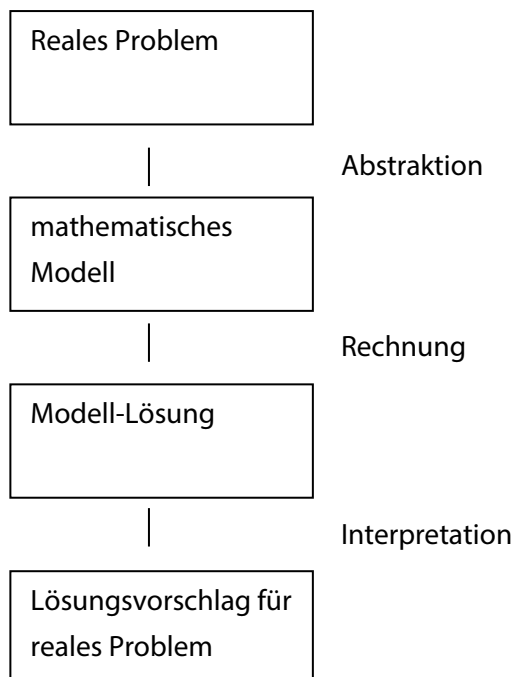 Reales Problem
Abstraktion
mathematisches
Modell
Rechnung
Modell-Lösung
Interpretation
Lösungsvorschlag für
reales Problem